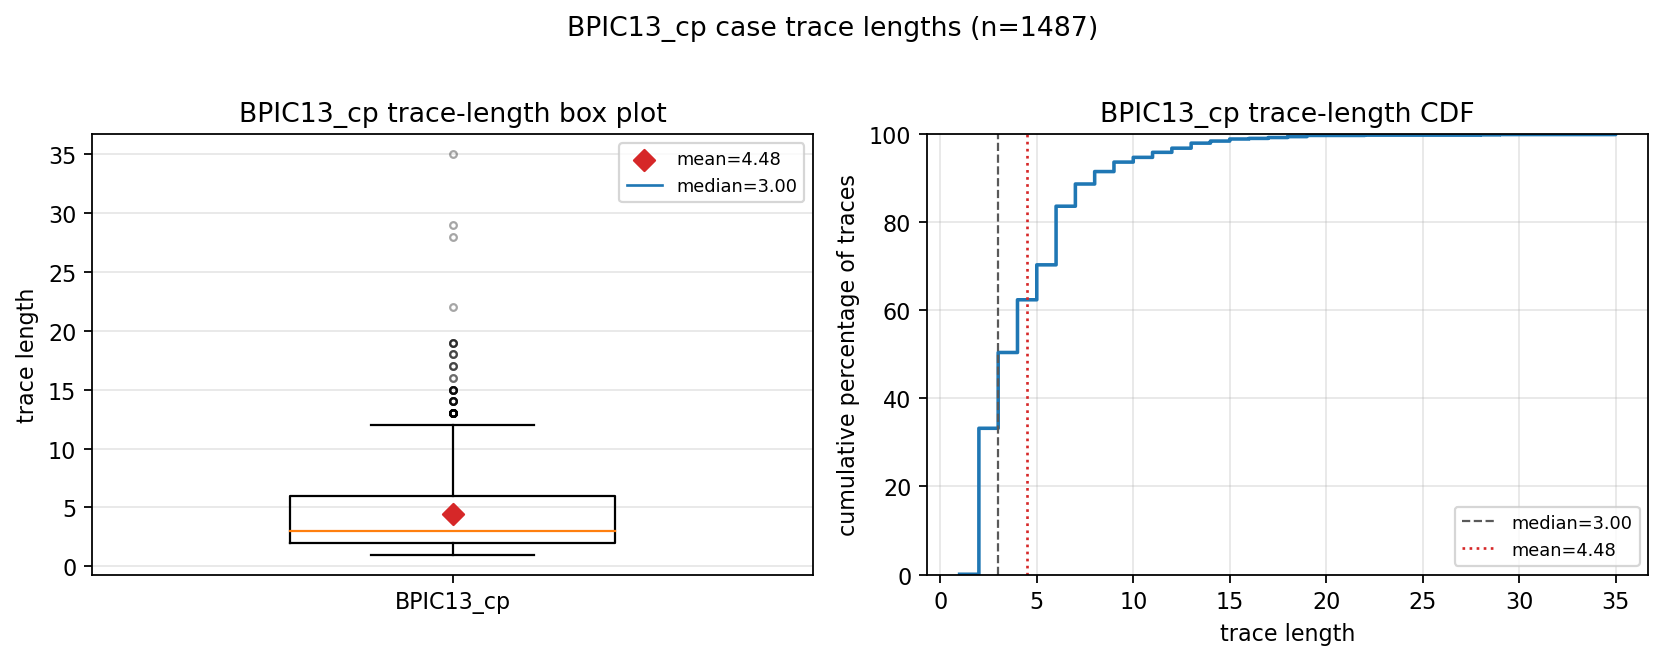 BPIC13_cp case trace lengths (n=1487)
BPIC13_cp trace-length box plot
trace length
35
30
25
20
15
10
5
0
mean=4.48
median=3.00
BPIC13_cp
BPIC13_cp trace-length CDF
cumulative percentage of traces
100
80
60
40
20
0
median=3.00
mean=4.48
0 5 10 15 20 25 30 35
trace length